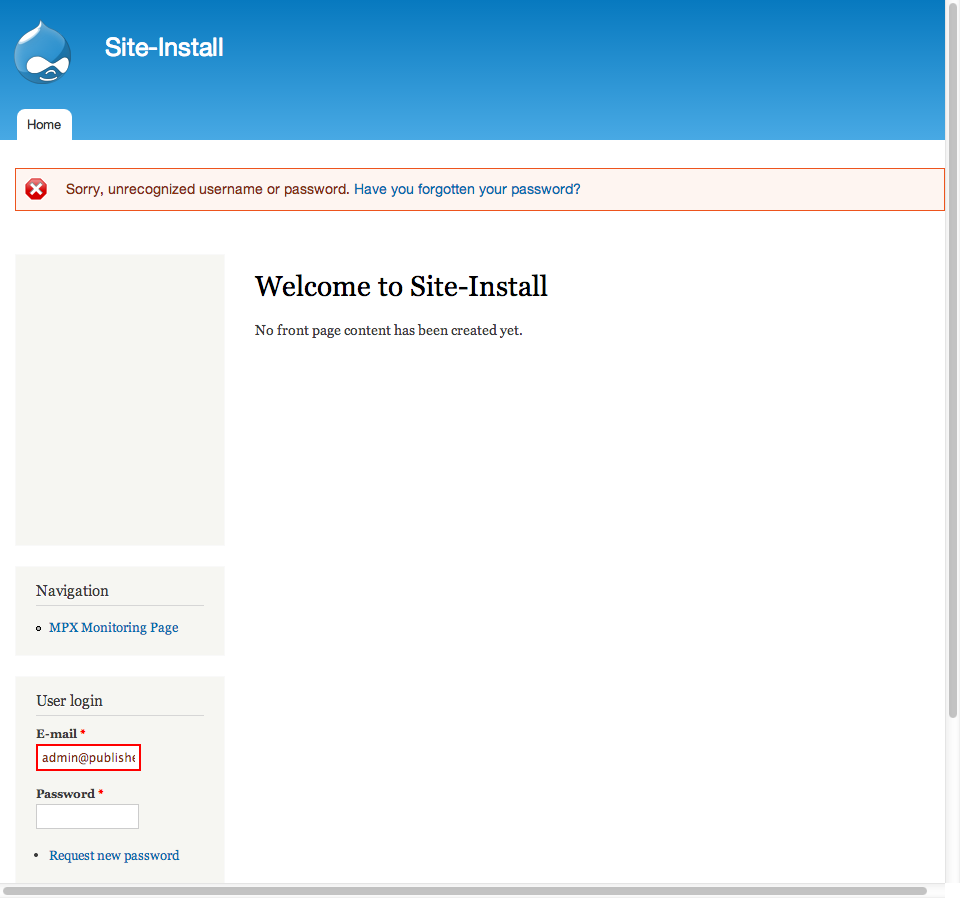 Site-Install
Home
Sorry, unrecognized username or password. Have you forgotten your password?
Welcome to Site-Install
No front page content has been created yet.
Navigation
MPX Monitoring Page
User login
E-mail *
admin@publishe
Password *
Request new password